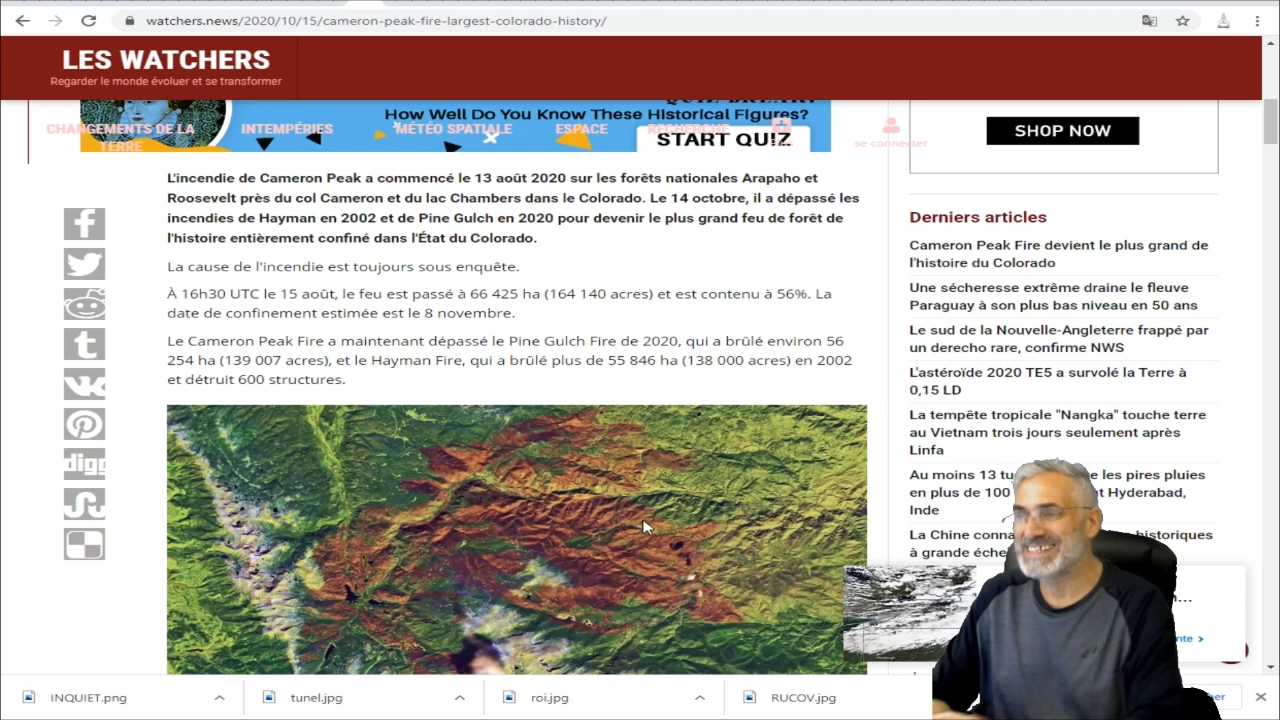 watchers.news/2020/10/15/cameron-peak-fire-largest-colorado-history/
LES WATCHERS
Regarder le monde évoluer et se transformer
QUIZ BREAK!
How Well Do You Know These Historical Figures?
START QUIZ
CHANGEMENTS DE LA
TERRE
INTEMPÉRIES
MÉTÉO SPATIALE
ESPACE
RECHERCHE
se connecter
SHOP NOW
L'incendie de Cameron Peak a commencé le 13 août 2020 sur les forêts nationales Arapaho et
Roosevelt près du col Cameron et du lac Chambers dans le Colorado. Le 14 octobre, il a dépassé les
incendies de Hayman en 2002 et de Pine Gulch en 2020 pour devenir le plus grand feu de forêt de
l'histoire entièrement confiné dans l'État du Colorado.
La cause de l'incendie est toujours sous enquête.
À 16h30 UTC le 15 août, le feu est passé à 66 425 ha (164 140 acres) et est contenu à 56%. La
date de confinement estimée est le 8 novembre.
Le Cameron Peak Fire a maintenant dépassé le Pine Gulch Fire de 2020, qui a brûlé environ 56
254 ha (139 007 acres), et le Hayman Fire, qui a brûlé plus de 55 846 ha (138 000 acres) en 2002
et détruit 600 structures.
digg
Derniers articles
Cameron Peak Fire devient le plus grand de
l'histoire du Colorado
Une sécheresse extrême draine le fleuve
Paraguay à son plus bas niveau en 50 ans
Le sud de la Nouvelle-Angleterre frappé par
un derecho rare, confirme NWS
L'astéroïde 2020 TE5 a survolé la Terre à
0,15 LD
La tempête tropicale "Nangka" touche terre
au Vietnam trois jours seulement après
Linfa
Au moins 13 tu e les pires pluies
en plus de 100 t Hyderabad,
Inde
La Chine conna historiques
à grande éche
...
nte >
INQUIET.png
tunel.jpg
roi.jpg
RUCOV.jpg
er